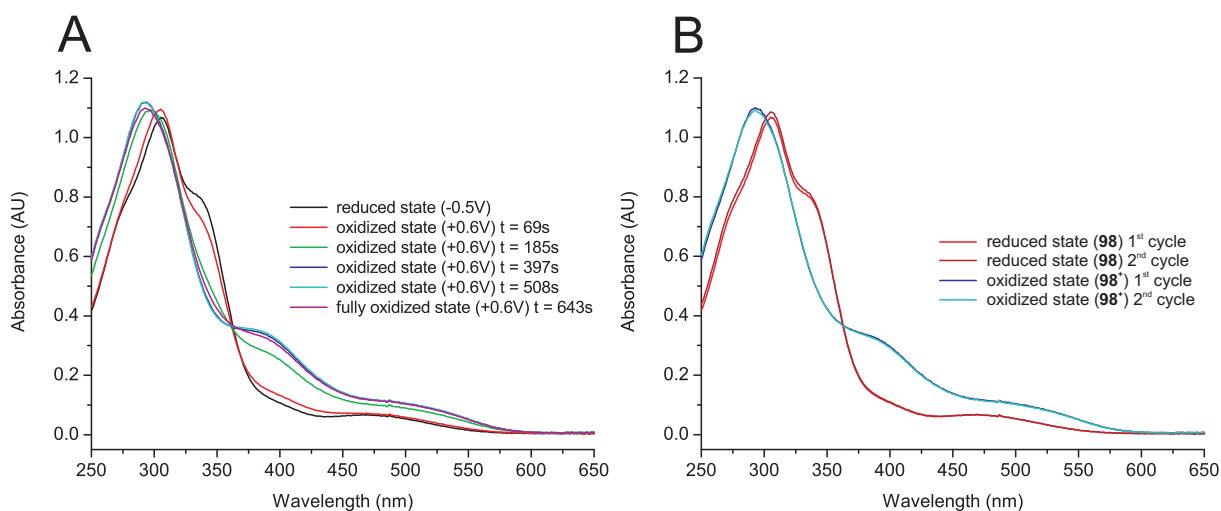 A
1.2
1.0
0.8
0.6
0.4
0.2
0.0
Absorbance (AU)
250 300 350 400 450 500 550 600 650
Wavelength (nm)
reduced state (-0.5V)
oxidized state (+0.6V) t = 69s
oxidized state (+0.6V) t = 185s
oxidized state (+0.6V) t = 397s
oxidized state (+0.6V) t = 508s
fully oxidized state (+0.6V) t = 643s
B
1.2
1.0
0.8
0.6
0.4
0.2
0.0
Absorbance (AU)
250 300 350 400 450 500 550 600 650
Wavelength (nm)
reduced state (98) 1st cycle
reduced state (98) 2nd cycle
oxidized state (98+) 1st cycle
oxidized state (98+) 2nd cycle